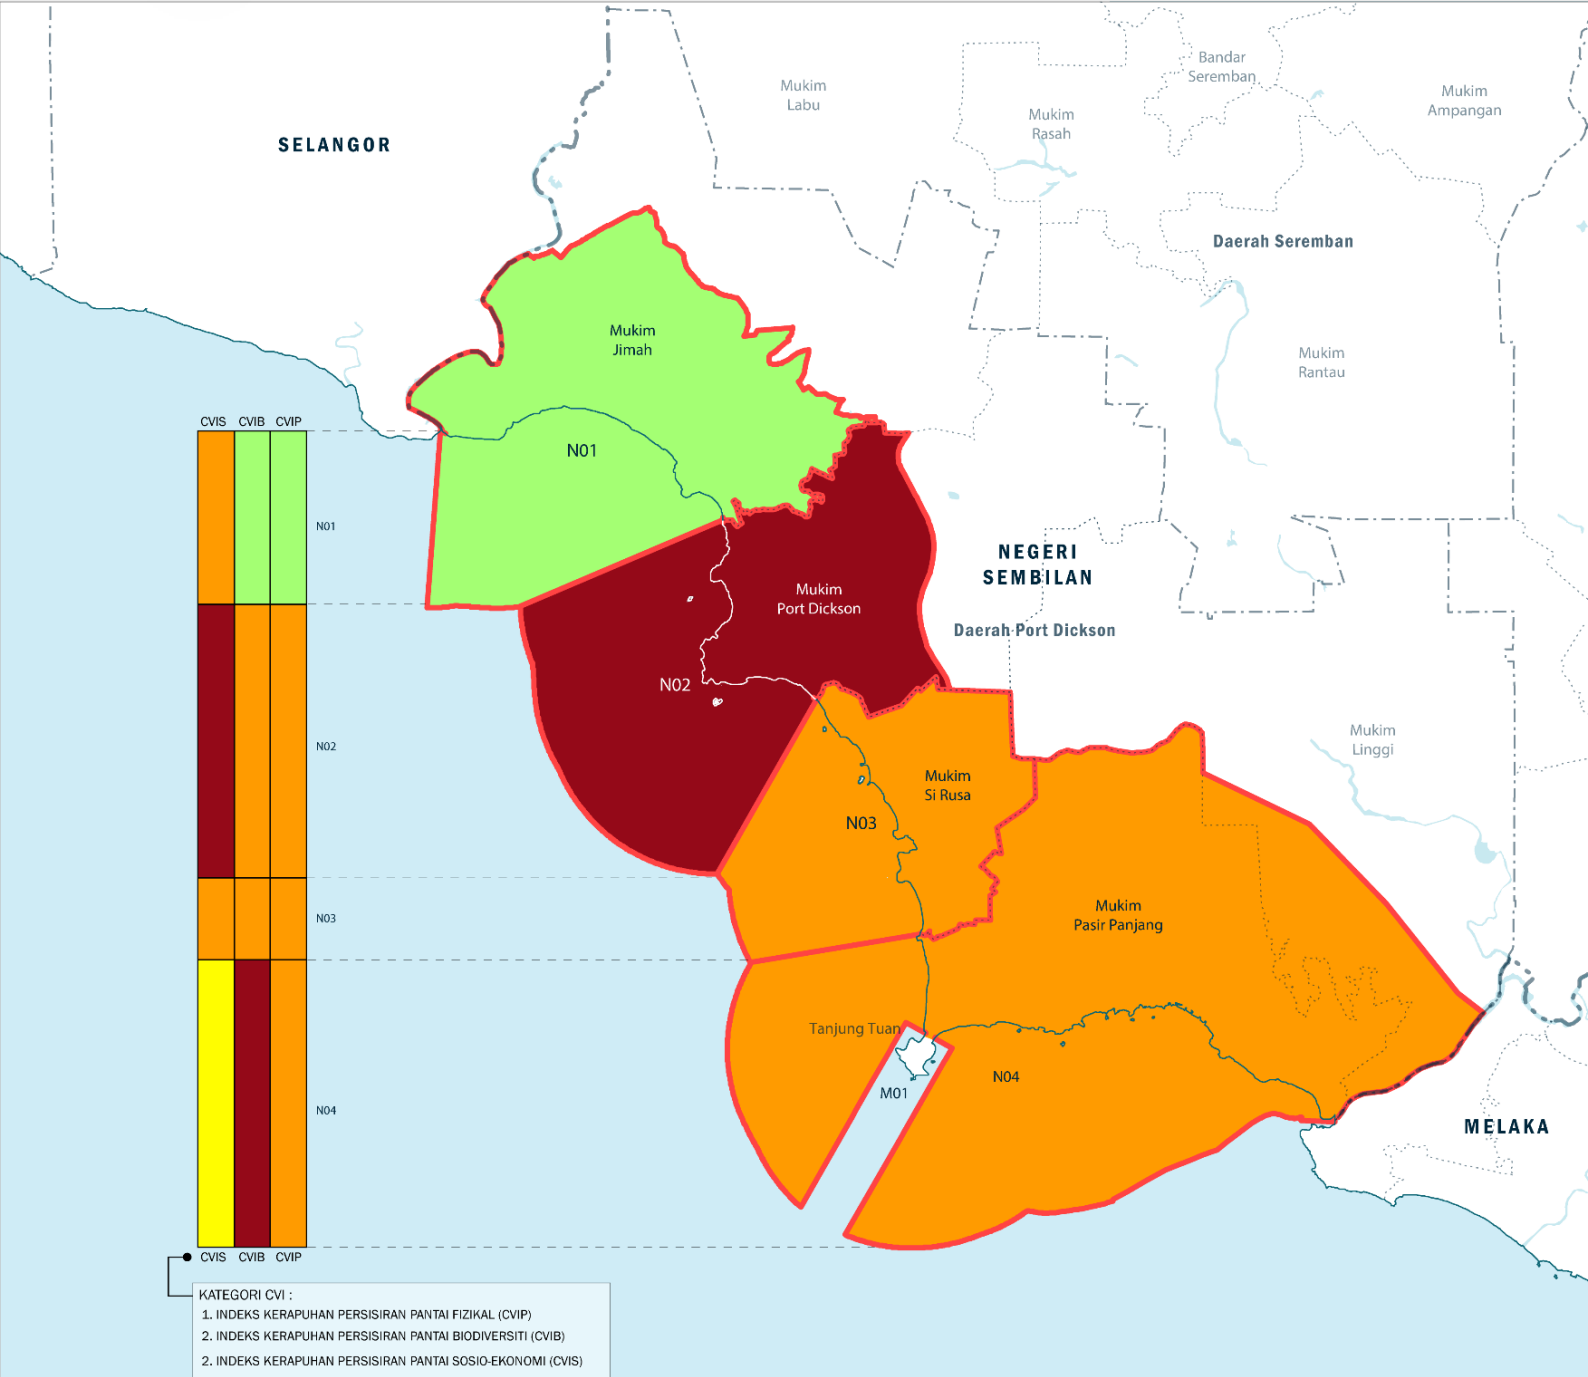 Bandar
Seremban
Mukim
Labu
Mukim
Ampangan
Mukim
Rasah
SELANGOR
Daerah Seremban
Mukim
Jimah
Mukim
Rantau
CVIS CVIB CVIP
N01
N01
NEGERI
SEMBILAN
Mukim
Port Dickson
Daerah Port Dickson
N02
N02
Mukim
Linggi
Mukim
Si Rusa
N03
N03
Mukim
Pasir Panjang
Tanjung Tuan
N04
M01
N04
MELAKA
CVIS CVIB CVIP
KATEGORI CVI :
1. INDEKS KERAPUHAN PERSISIRAN PANTAI FIZIKAL (CVIP)
2. INDEKS KERAPUHAN PERSISIRAN PANTAI BIODIVERSITI (CVIB)
2. INDEKS KERAPUHAN PERSISIRAN PANTAI SOSIO-EKONOMI (CVIS)